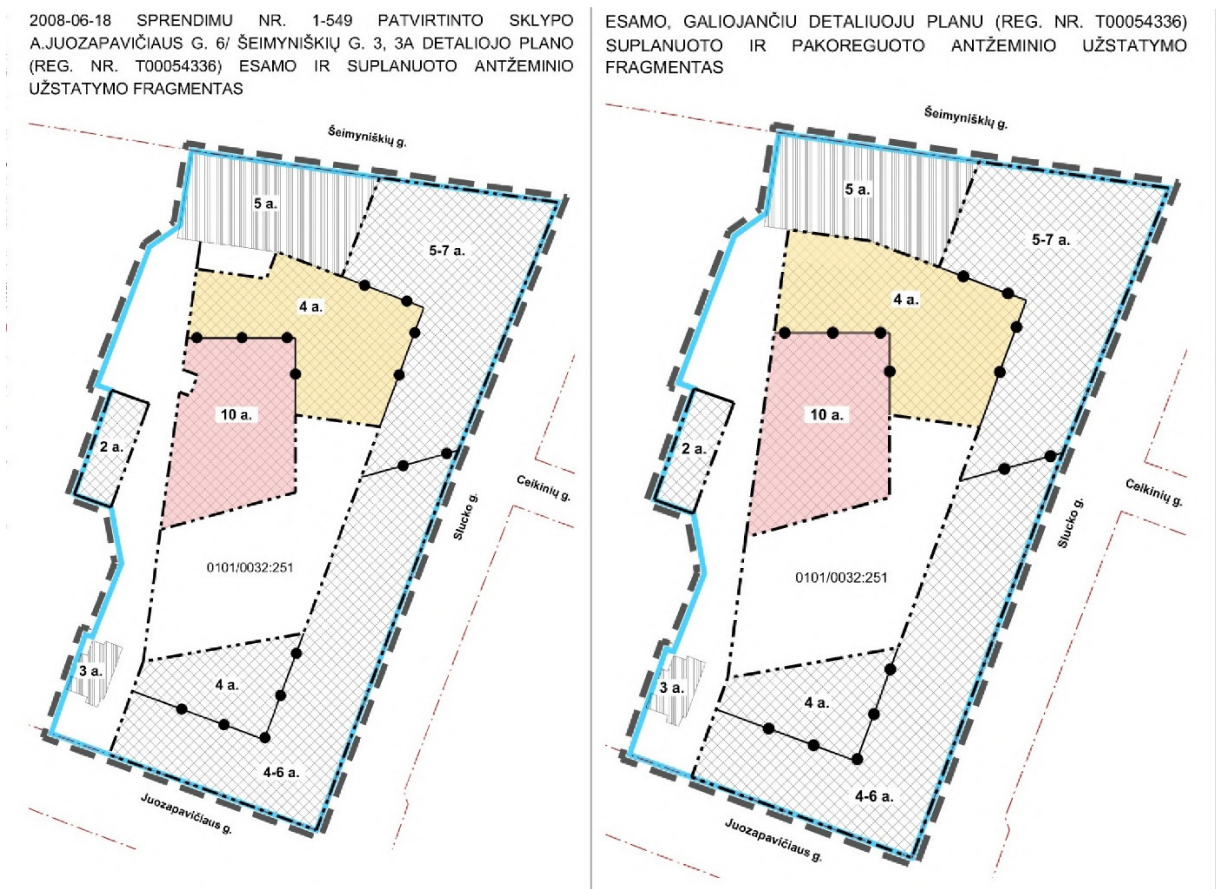 2008-06-18 SPRENDIMU NR. 1-549 PATVIRTINTO SKLYPO
A.JUOZAPAVIČIAUS G. 6/ ŠEIMYNIŠKIŲ G. 3, 3A DETALIOJO PLANO
(REG. NR. T00054336) ESAMO IR SUPLANUOTO ANTŽEMINIO
UŽSTATYMO FRAGMENTAS
Šeimyniškių g.
5 a.
5-7 a.
4 a.
10 a.
2 a.
Ceikinių g.
Slucko g.
0101/0032:251
3 a.
4 a.
4-6 a.
Juozapavičiaus g.
ESAMO, GALIOJANČIU DETALIUOJU PLANU (REG. NR. T00054336)
SUPLANUOTO IR PAKOREGUOTO ANTŽEMINIO UŽSTATYMO
FRAGMENTAS
Šeimyniškių g.
5 a.
5-7 a.
4 a.
10 a.
2 a.
Ceikinių g.
Slucko g.
0101/0032:251
3 a.
4 a.
4-6 a.
Juozapavičiaus g.